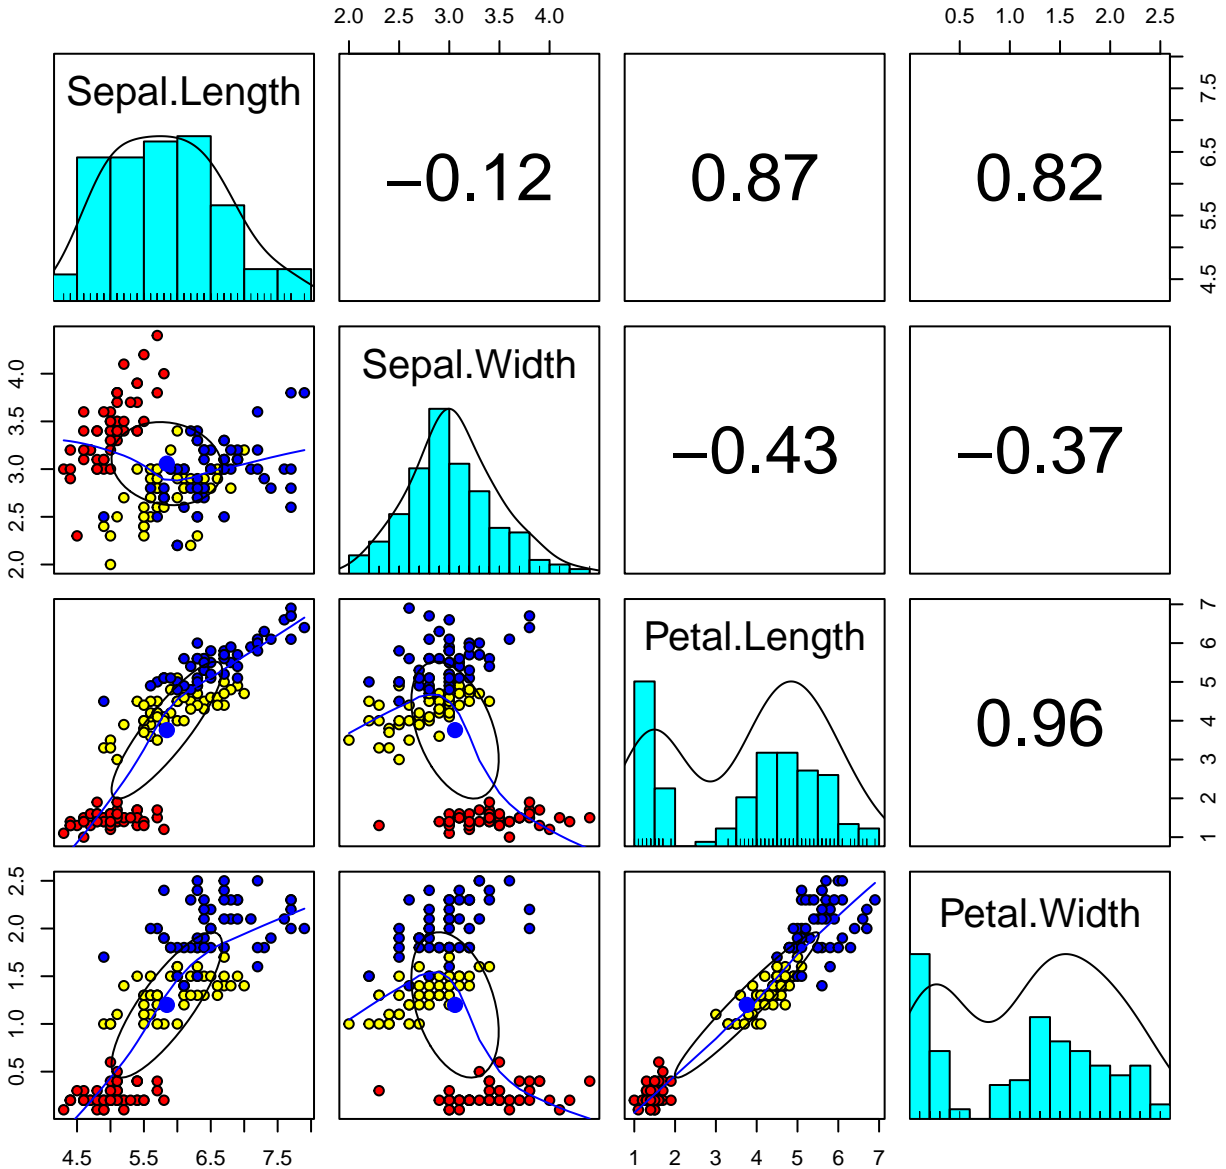 2.0 3.0 4.0 0.5 1.0 1.5 2.0 2.5
Sepal.Length −0.12 0.87 0.82
4.5 5.5 6.5 7.5
2.0 2.5 3.0 3.5 4.0
Sepal.Width −0.43 −0.37
Petal.Length 0.96
1 2 3 4 5 6 7
0.5 1.0 1.5 2.0 2.5
Petal.Width
4.5 5.5 6.5 7.5 1 2 3 4 5 6 7